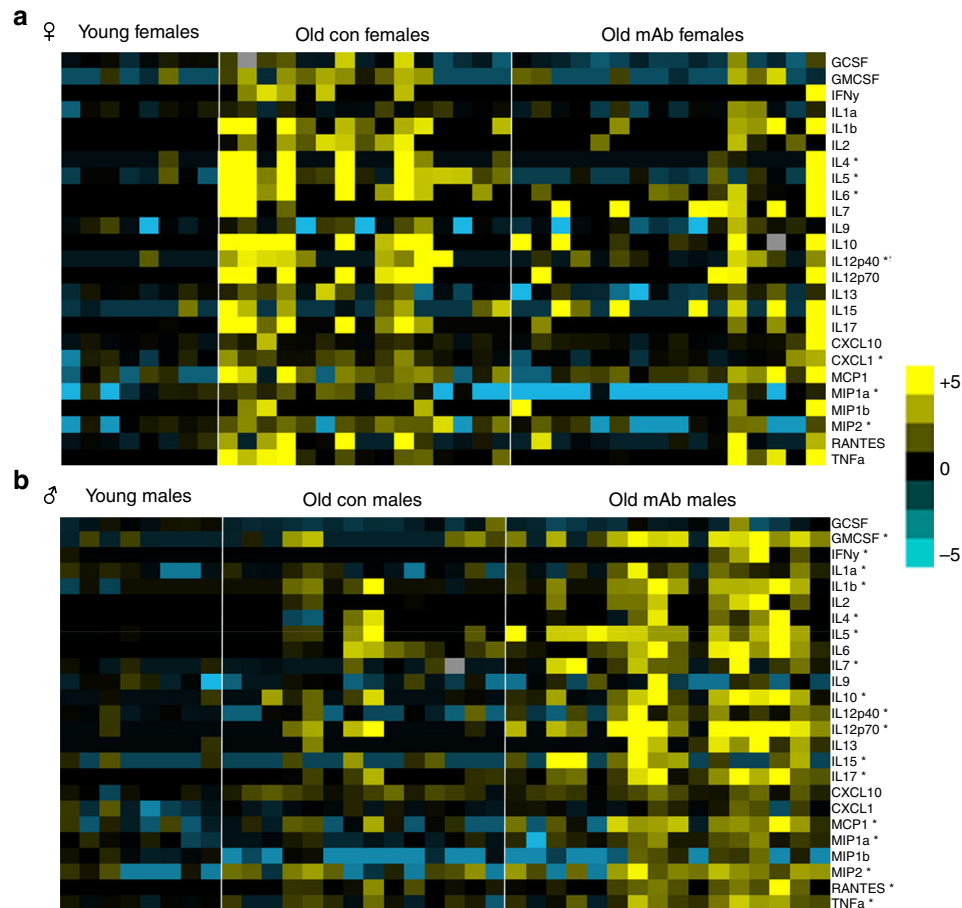 a
♀ Young females Old con females Old mAb females
GCSF
GMCSF
IFNy
IL1a
IL1b
IL2
IL4 *
IL5 *
IL6 *
IL7
IL9
IL10
IL12p40 *
IL12p70
IL13
IL15
IL17
CXCL10
CXCL1 *
MCP1
MIP1a *
MIP1b
MIP2 *
RANTES
TNFa
+5
0
–5
b
♂ Young males Old con males Old mAb males
GCSF
GMCSF *
IFNy *
IL1a *
IL1b *
IL2
IL4 *
IL5 *
IL6
IL7 *
IL9
IL10 *
IL12p40 *
IL12p70 *
IL13
IL15 *
IL17 *
CXCL10
CXCL1
MCP1 *
MIP1a *
MIP1b
MIP2 *
RANTES *
TNFa *